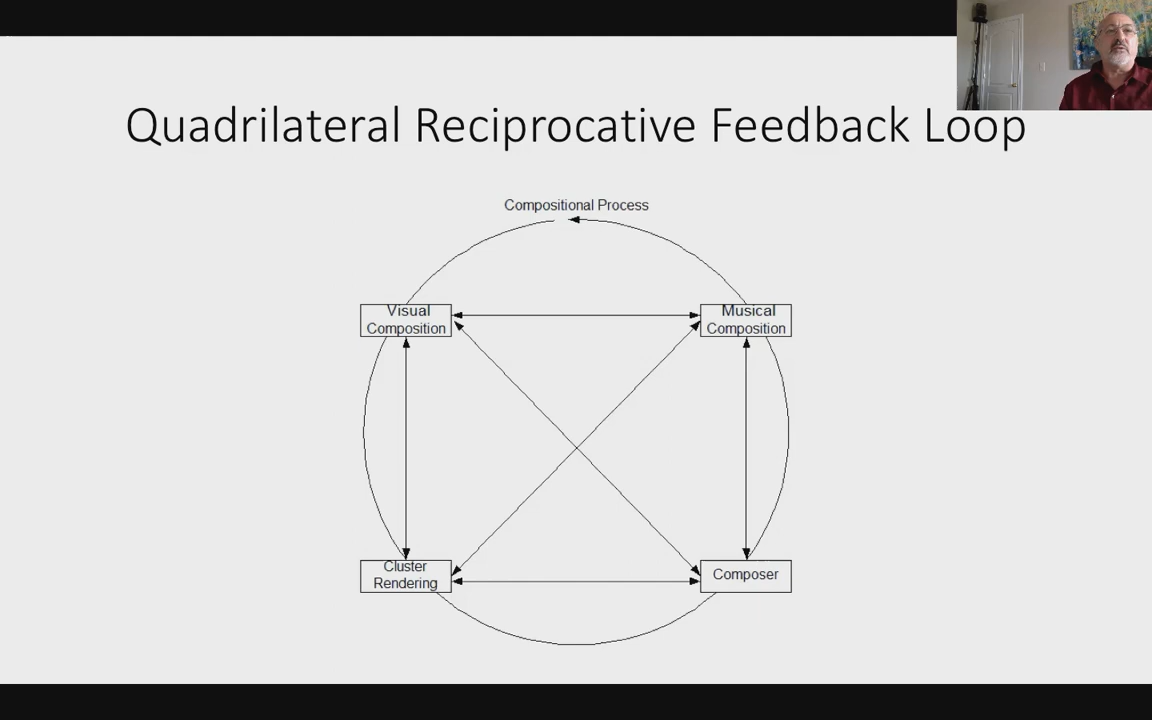 Quadrilateral Reciprocative Feedback Loop
Compositional Process
Visual
Composition
Musical
Composition
Cluster
Rendering
Composer